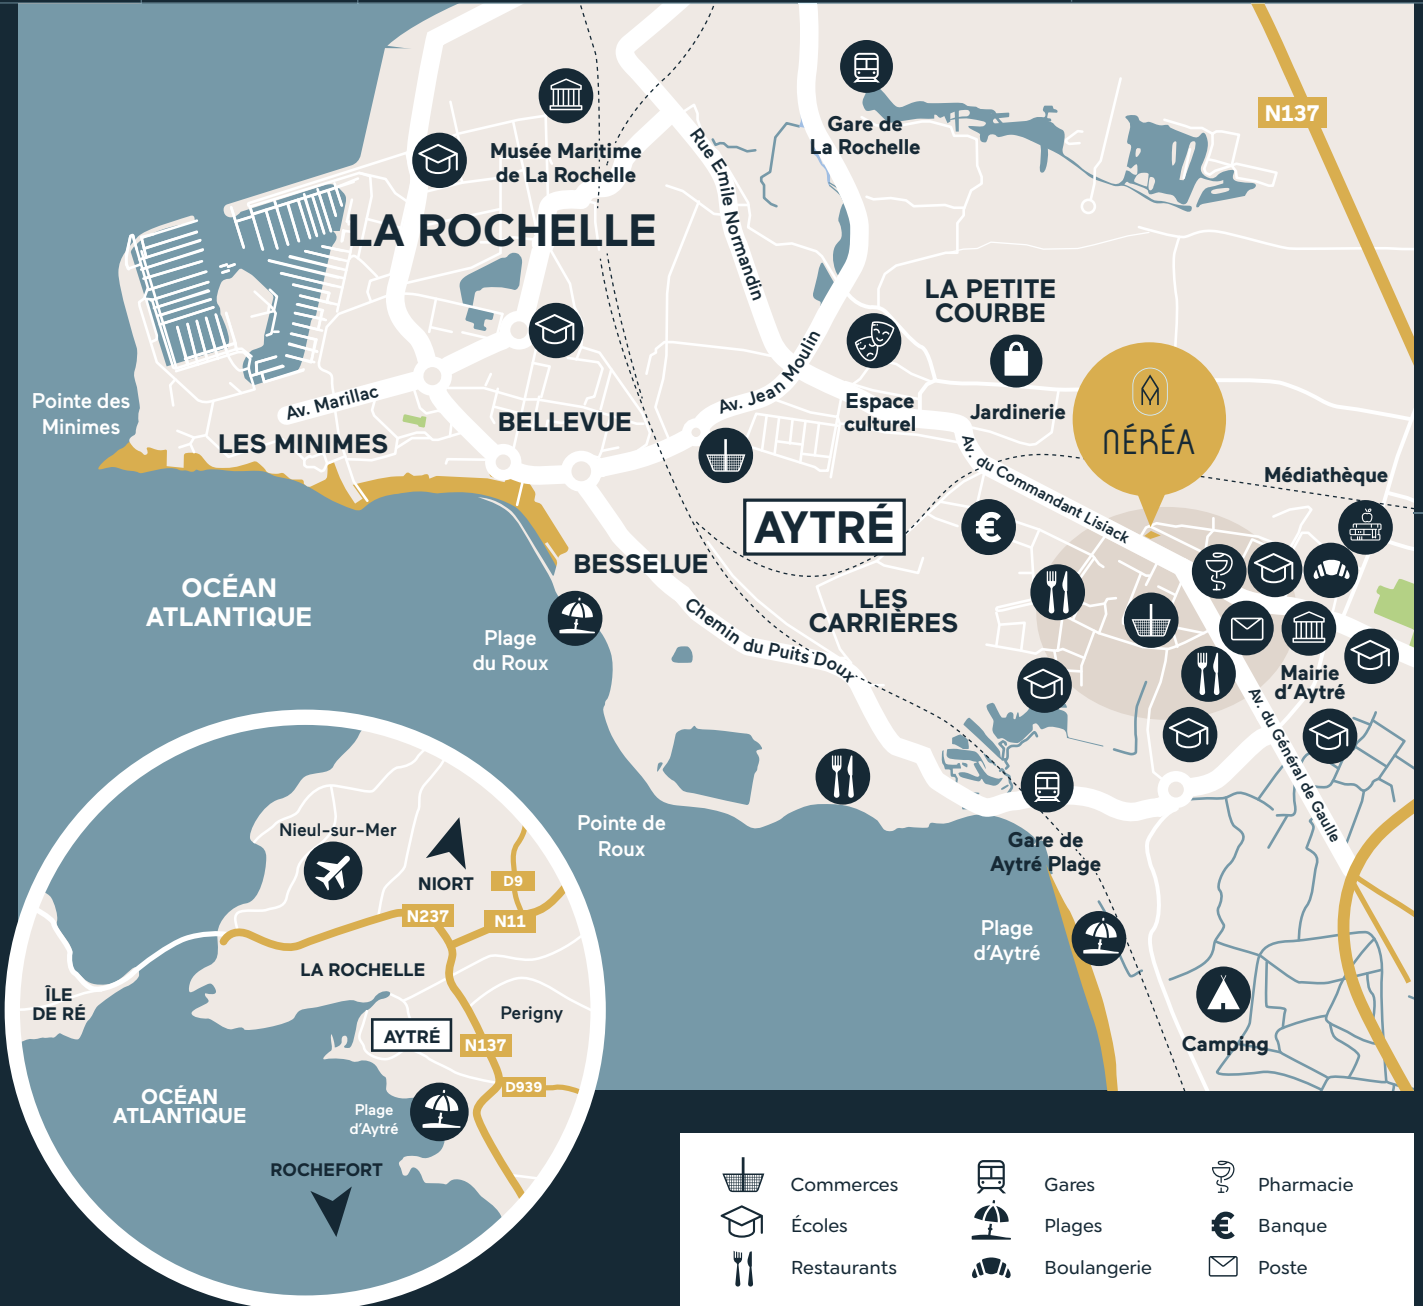 N137
Gare de
La Rochelle
Musée Maritime
de La Rochelle
Rue Emile Normandin
LA ROCHELLE
LA PETITE
COURBE
Av. Jean Moulin
Pointe des
Minimes
Av. Marillac
LES MINIMES
BELLEVUE
Espace
culturel
Jardinerie
NÉRÉA
Av. du Commandant Lisiack
Médiathèque
AYTRÉ
€
BESSELUE
OCÉAN
ATLANTIQUE
LES
CARRIÈRES
Chemin du Puits Doux
Plage
du Roux
Mairie
d'Aytré
Av. du Général de Gaulle
Pointe de
Roux
Gare de
Aytré Plage
Plage
d'Aytré
Camping
Nieul-sur-Mer
NIORT
D9
N237
N11
LA ROCHELLE
ÎLE
DE RÉ
Perigny
AYTRÉ
N137
D939
OCÉAN
ATLANTIQUE
Plage
d'Aytré
ROCHEFORT
Commerces
Écoles
Restaurants
Gares
Plages
Boulangerie
Pharmacie
€ Banque
Poste